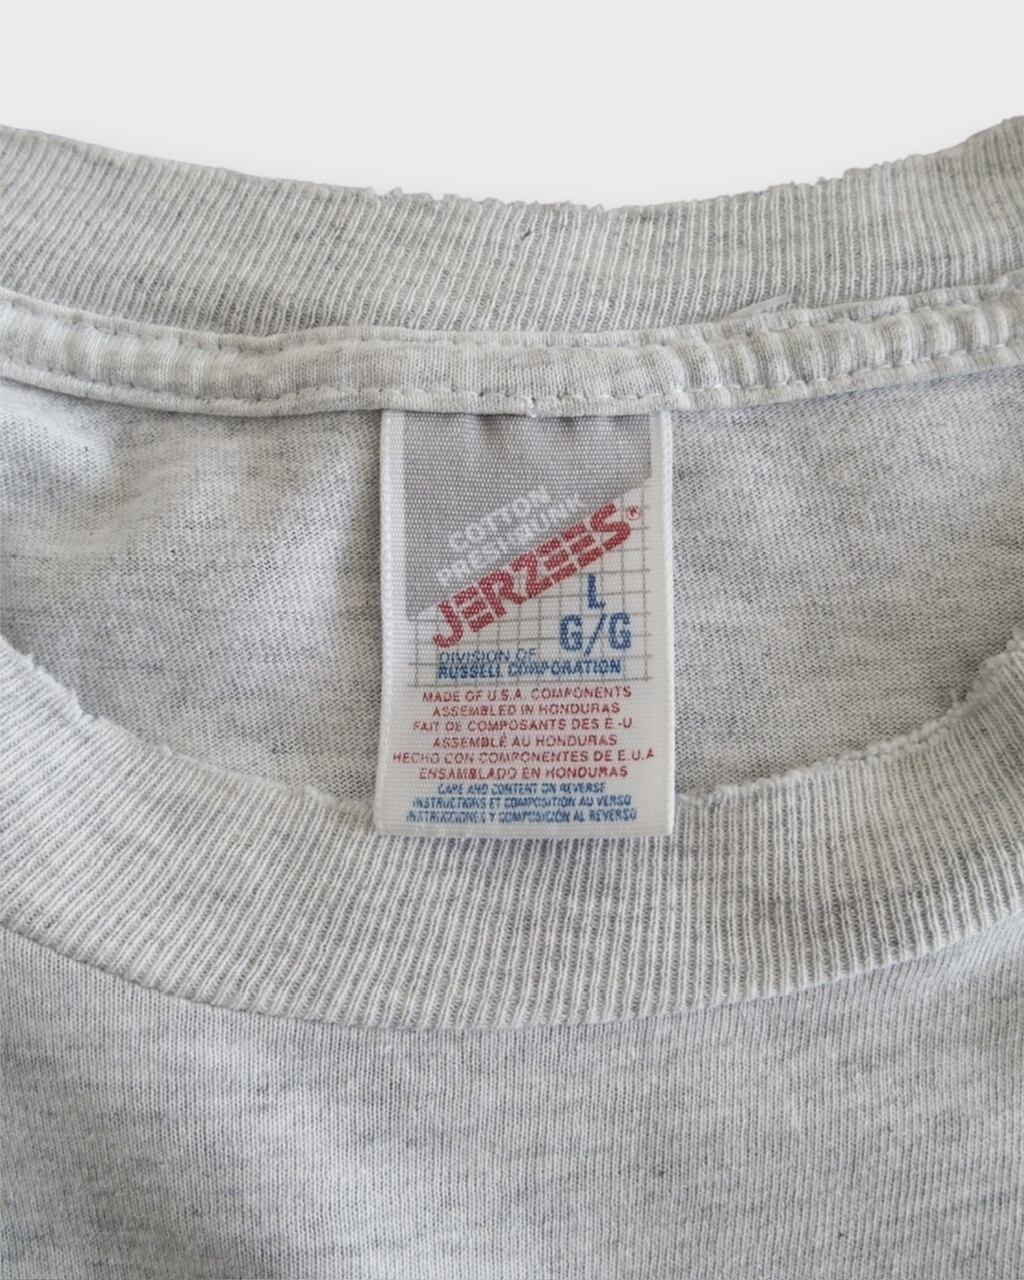 COTTON
PRESHRUNK
JERZEES®
L
G/G
DIVISION OF
RUSSELL CORPORATION
MADE OF U.S.A. COMPONENTS
ASSEMBLED IN HONDURAS
FAIT DE COMPOSANTS DES É.-U
ASSEMBLÉ AU HONDURAS
HECHO CON COMPONENTES DE E.U.A
ENSAMBLADO EN HONDURAS
CARE AND CONTENT ON REVERSE
INSTRUCTIONS ET COMPOSITION AU VERSO
INSTRUCCIONES Y COMPOSICIÓN AL REVERSO